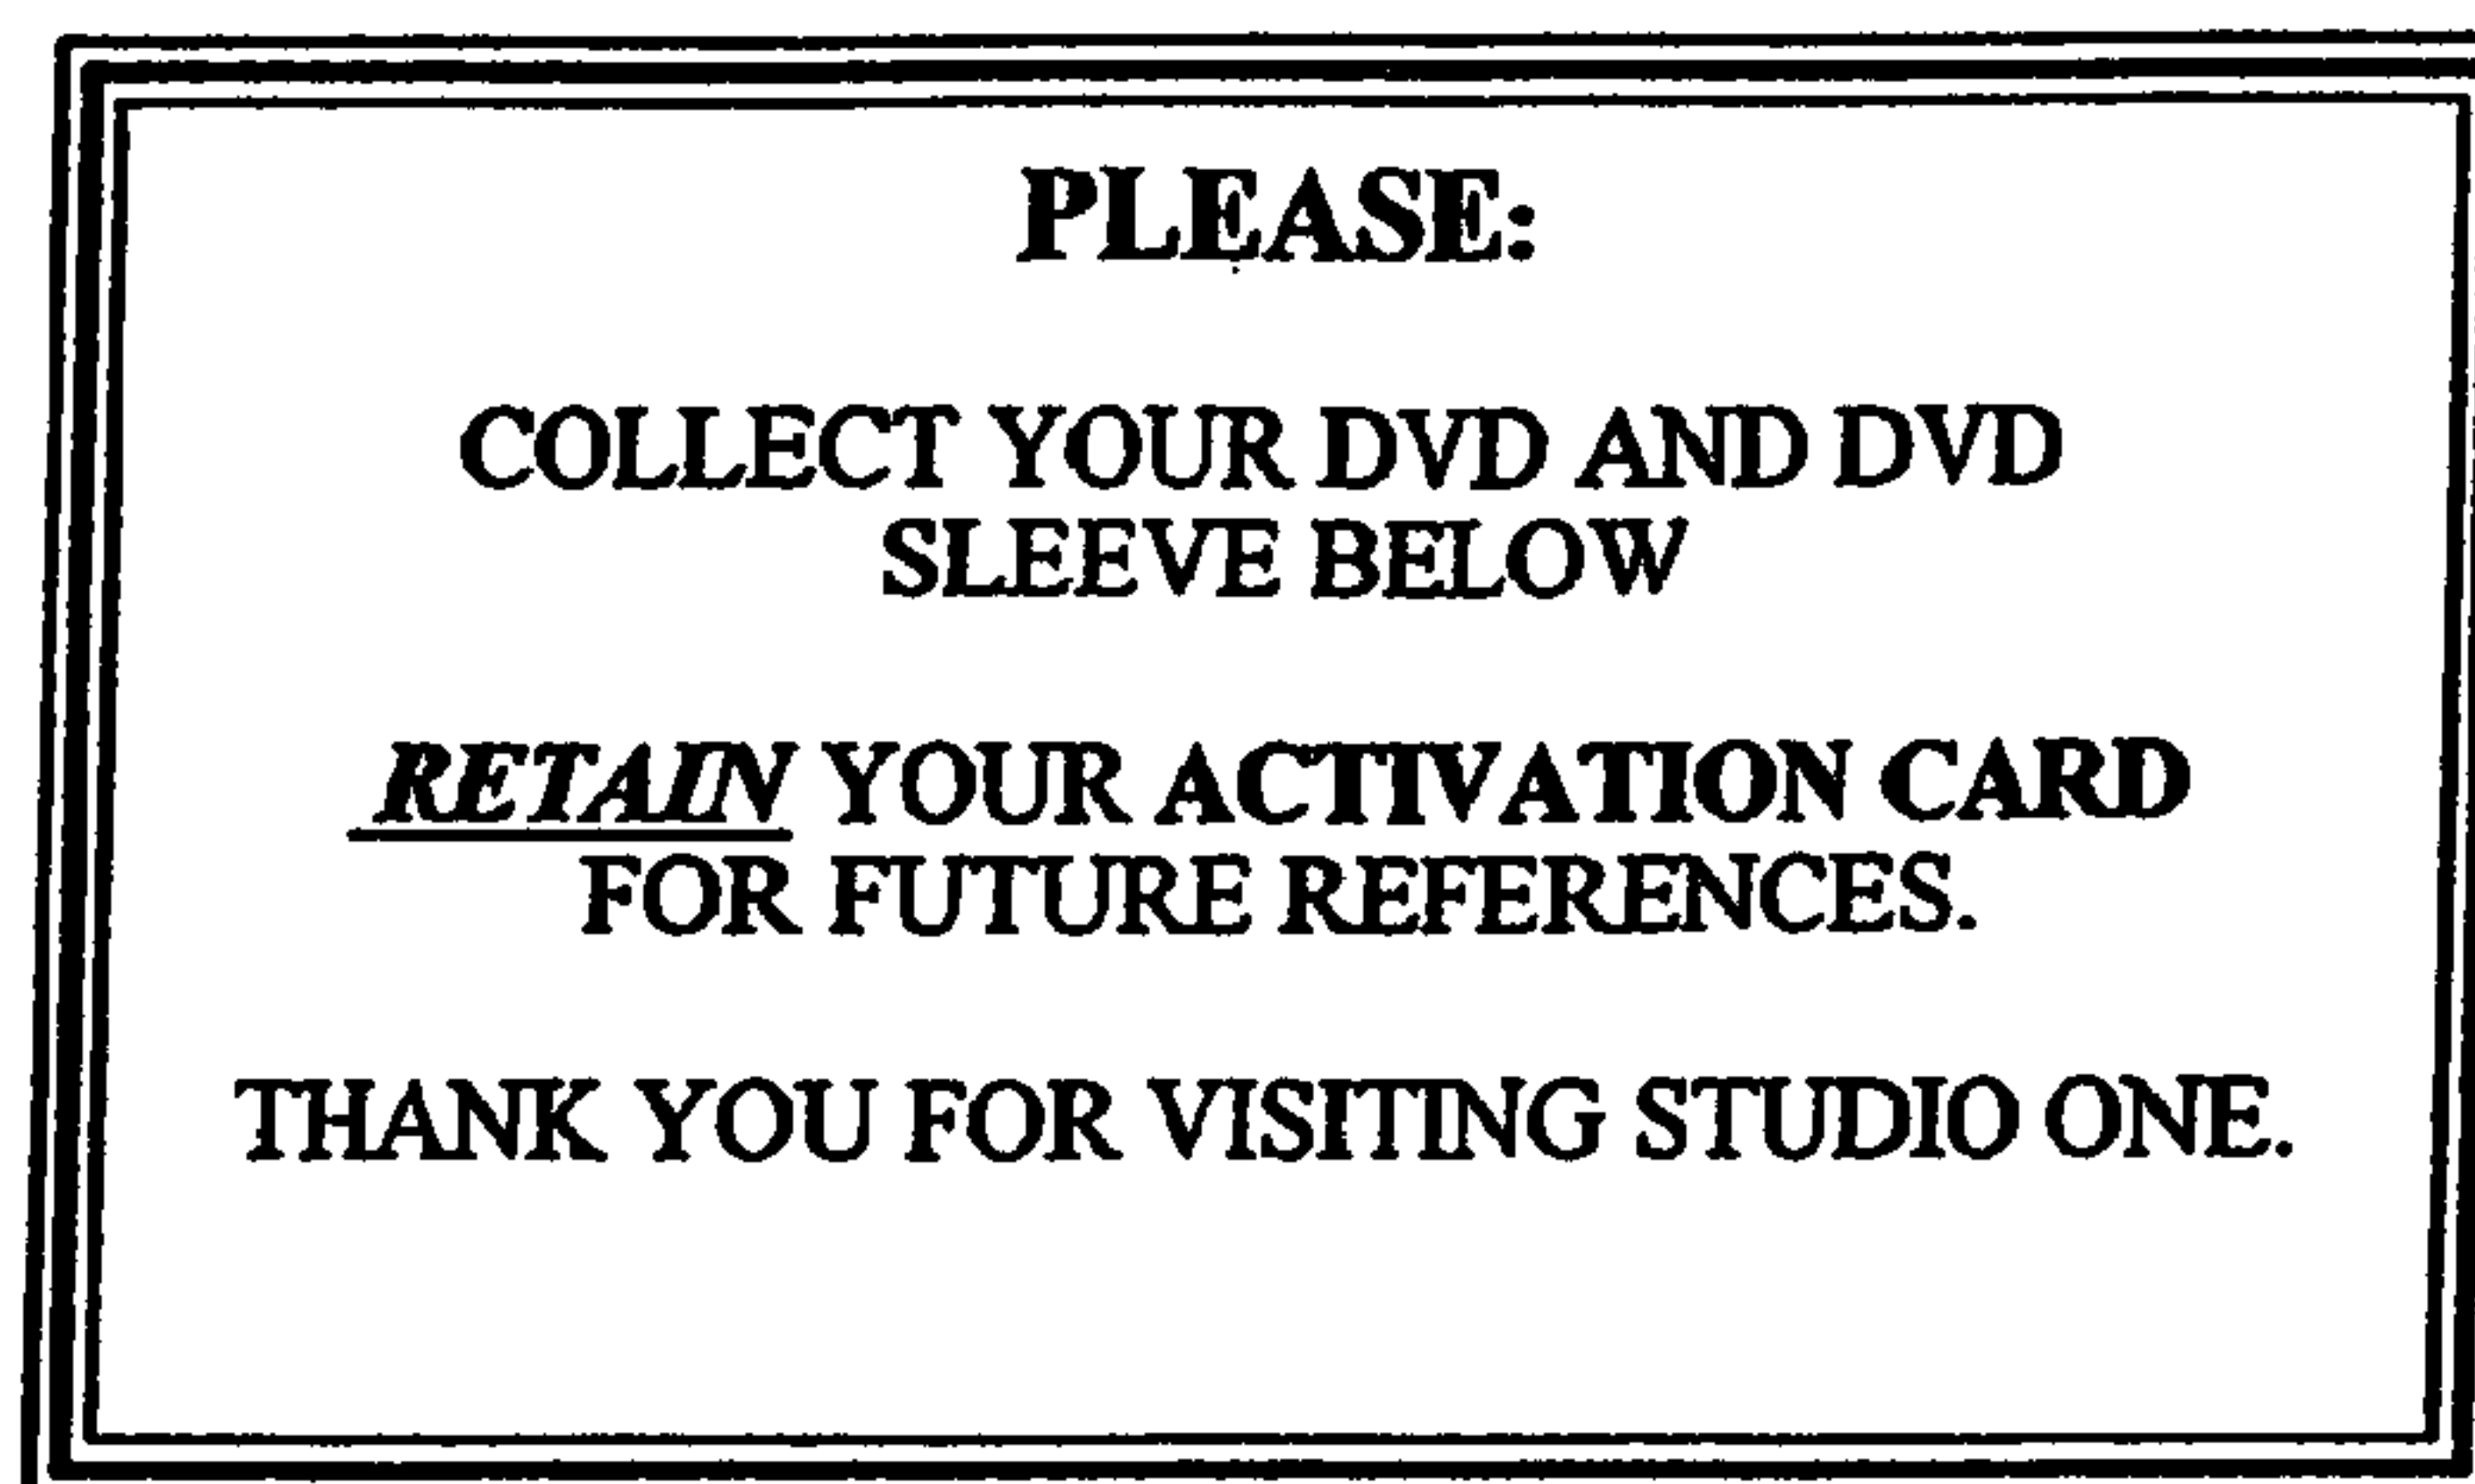 PLEASE:
COLLECT YOUR DVD AND DVD
SLEEVE BELOW
RETAIN YOUR ACTIVATION CARD
FOR FUTURE REFERENCES.
THANK YOU FOR VISITING STUDIO ONE.